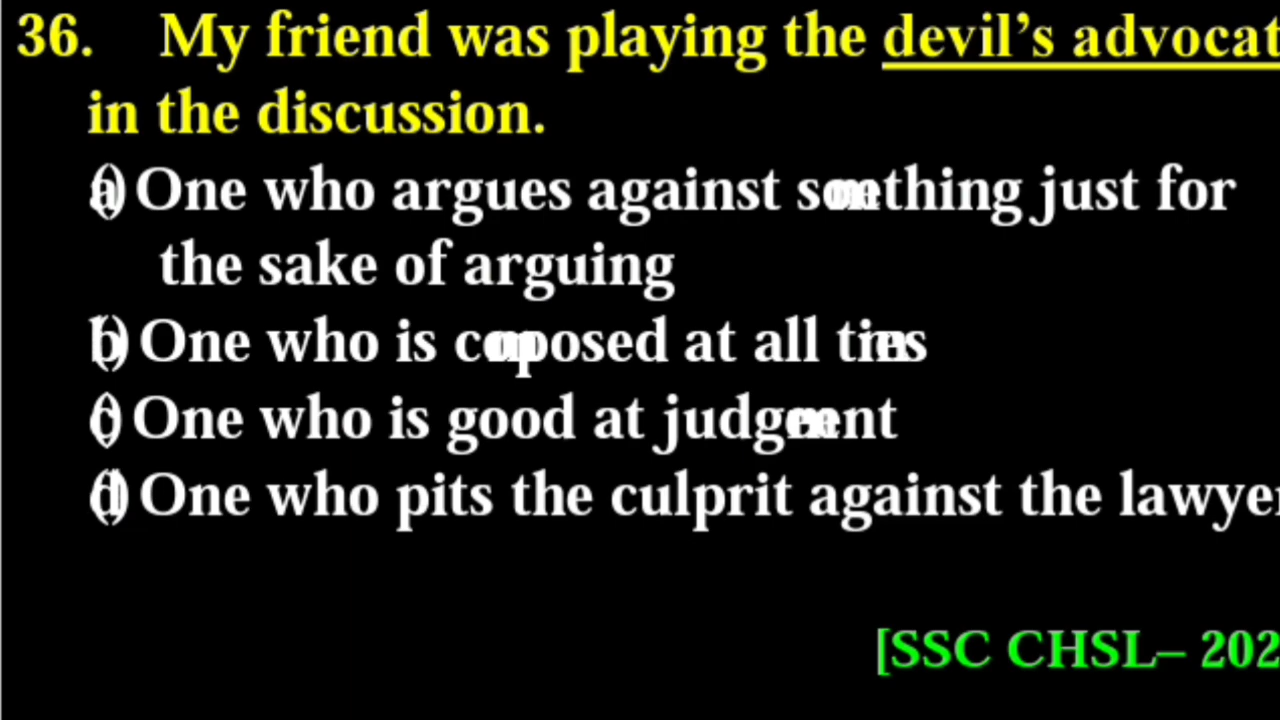 36. My friend was playing the devil’s advocat
in the discussion.
(a) One who argues against something just for
the sake of arguing
(b) One who is composed at all times
(c) One who is good at judgement
(d) One who pits the culprit against the lawyer
[SSC CHSL– 202